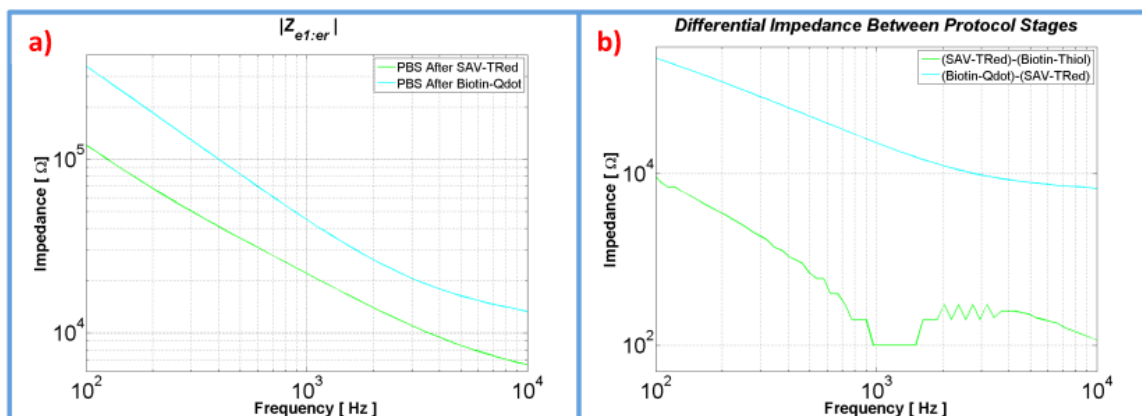 a)
|Z_{e1:er}|
PBS After SAV-TRed
PBS After Biotin-Qdot
Impedance [ Ω]
10^5
10^4
10^2
10^3
10^4
Frequency [ Hz]
b)
Differential Impedance Between Protocol Stages
(SAV-TRed)-(Biotin-Thiol)
(Biotin-Qdot)-(SAV-TRed)
Impedance [ Ω]
10^4
10^2
10^2
10^3
10^4
Frequency [ Hz]